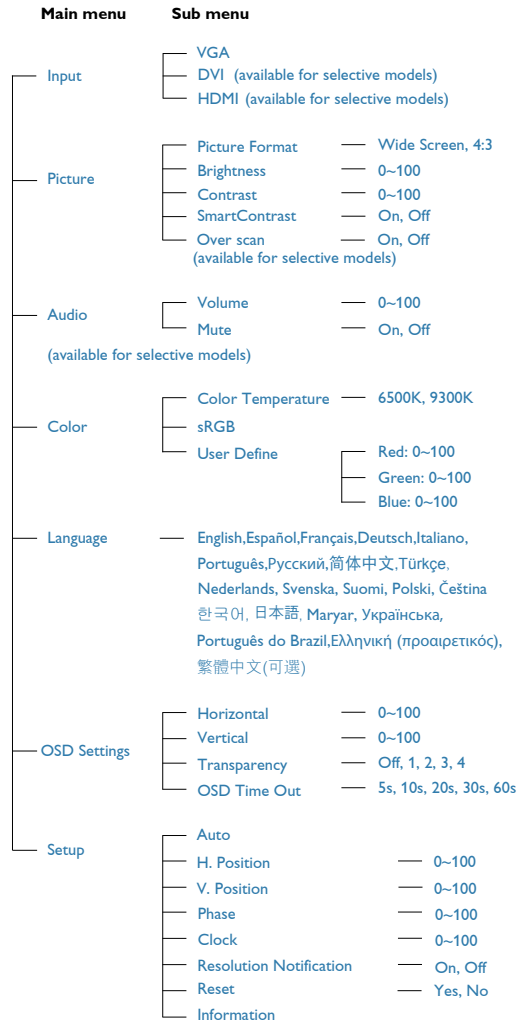 Main menu Sub menu
VGA
Input DVI (available for selective models)
HDMI (available for selective models)
Picture Format Wide Screen, 4:3
Brightness 0~100
Picture
Contrast 0~100
SmartContrast On, Off
Over scan On, Off
(available for selective models)
Volume 0~100
Audio
Mute On, Off
(available for selective models)
Color Temperature 6500K, 9300K
Color sRGB
User Define Red: 0~100
Green: 0~100
Blue: 0~100
Language English,Español,Français,Deutsch,Italiano,
Português,Русский,简体中文,Türkçe,
Nederlands, Svenska, Suomi, Polski, Čeština
한국어, 日本語, Maryar, Українська,
Português do Brazil,Ελληνική (προαιρετικός),
繁體中文(可選)
Horizontal 0~100
Vertical 0~100
OSD Settings
Transparency Off, 1, 2, 3, 4
OSD Time Out 5s, 10s, 20s, 30s, 60s
Auto
Setup
H. Position 0~100
V. Position 0~100
Phase 0~100
Clock 0~100
Resolution Notification On, Off
Reset Yes, No
Information